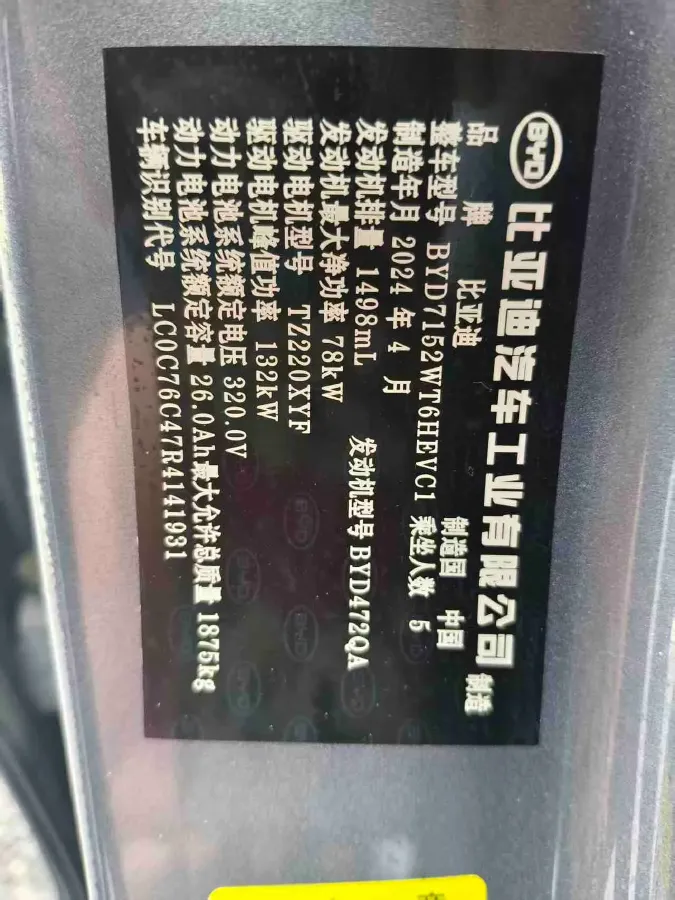 BYD 比亚迪汽车工业有限公司 制造
品牌 比亚迪 制造国 中国
整车型号 BYD7152WT6HEVC1 乘坐人数 5
制造年月 2024 年 4 月
发动机排量 1498mL 发动机型号 BYD472QA
发动机最大净功率 78kW
驱动电机型号 TZ220XYF
驱动电机峰值功率 132kW
动力电池系统额定电压 320.0V
动力电池系统额定容量 26.0Ah 最大允许总质量 1875kg
车辆识别代号 LC0C76C47R4141931